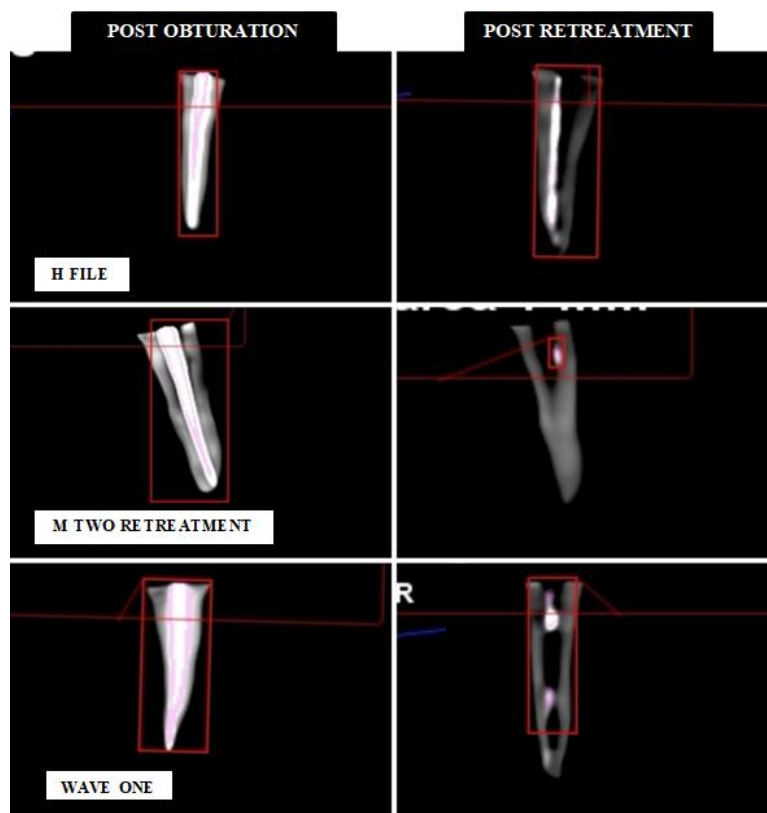 POST OBTURATION
POST RETREATMENT
H FILE
M TWO RETREATMENT
R
WAVE ONE